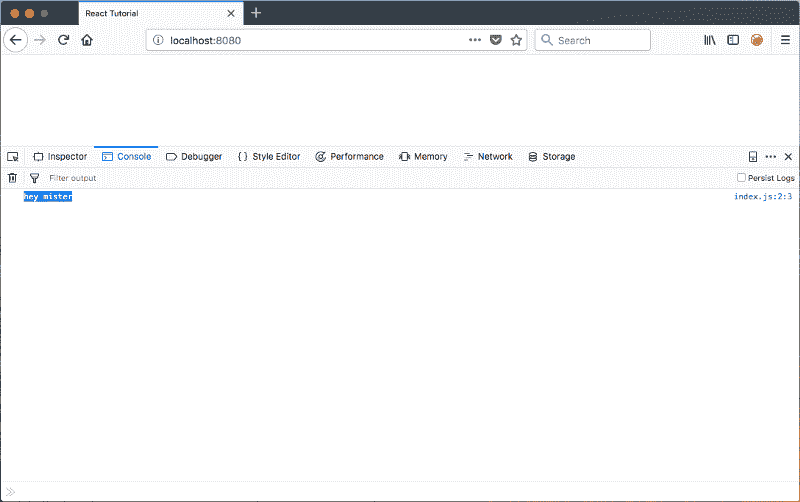 React Tutorial
localhost:8080
Search
Inspector Console Debugger { } Style Editor Performance Memory Network Storage
Filter output
Persist Logs
hey mister
index.js:2:3